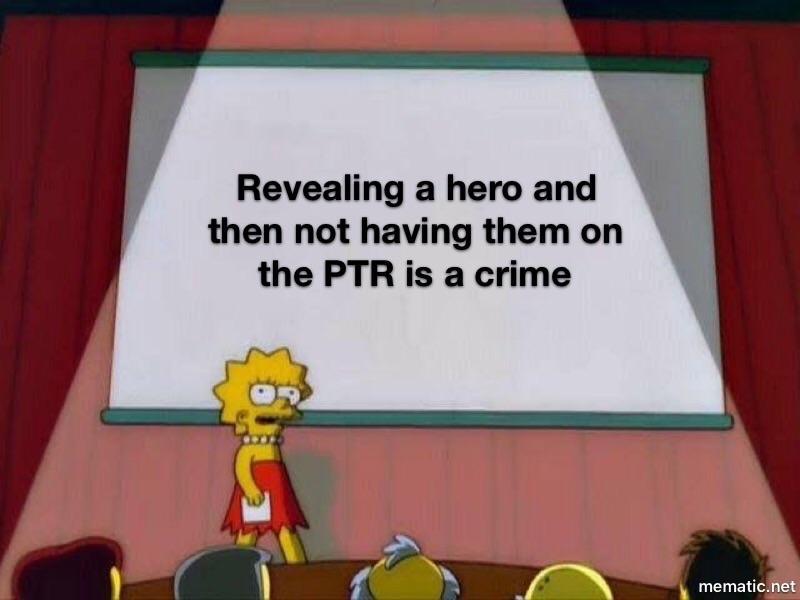 Revealing a hero and
then not having them on
the PTR is a crime
mematic.net